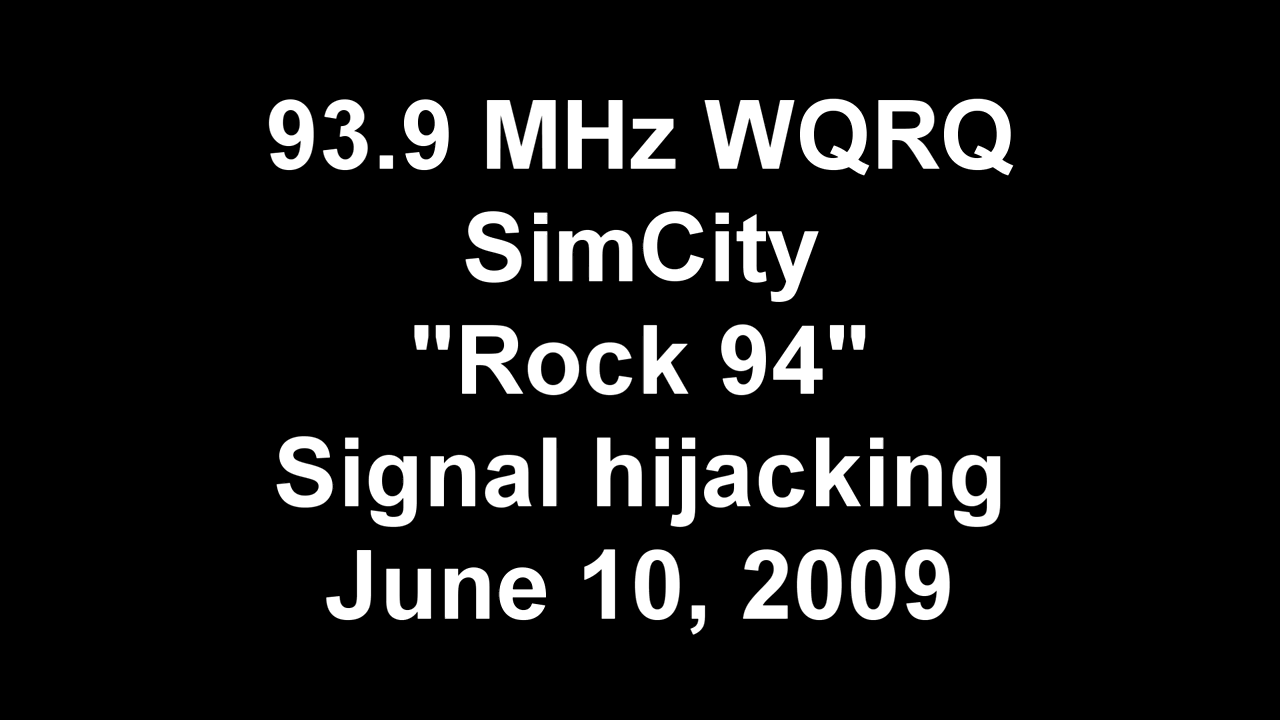 93.9 MHz WQRQ
SimCity
"Rock 94"
Signal hijacking
June 10, 2009